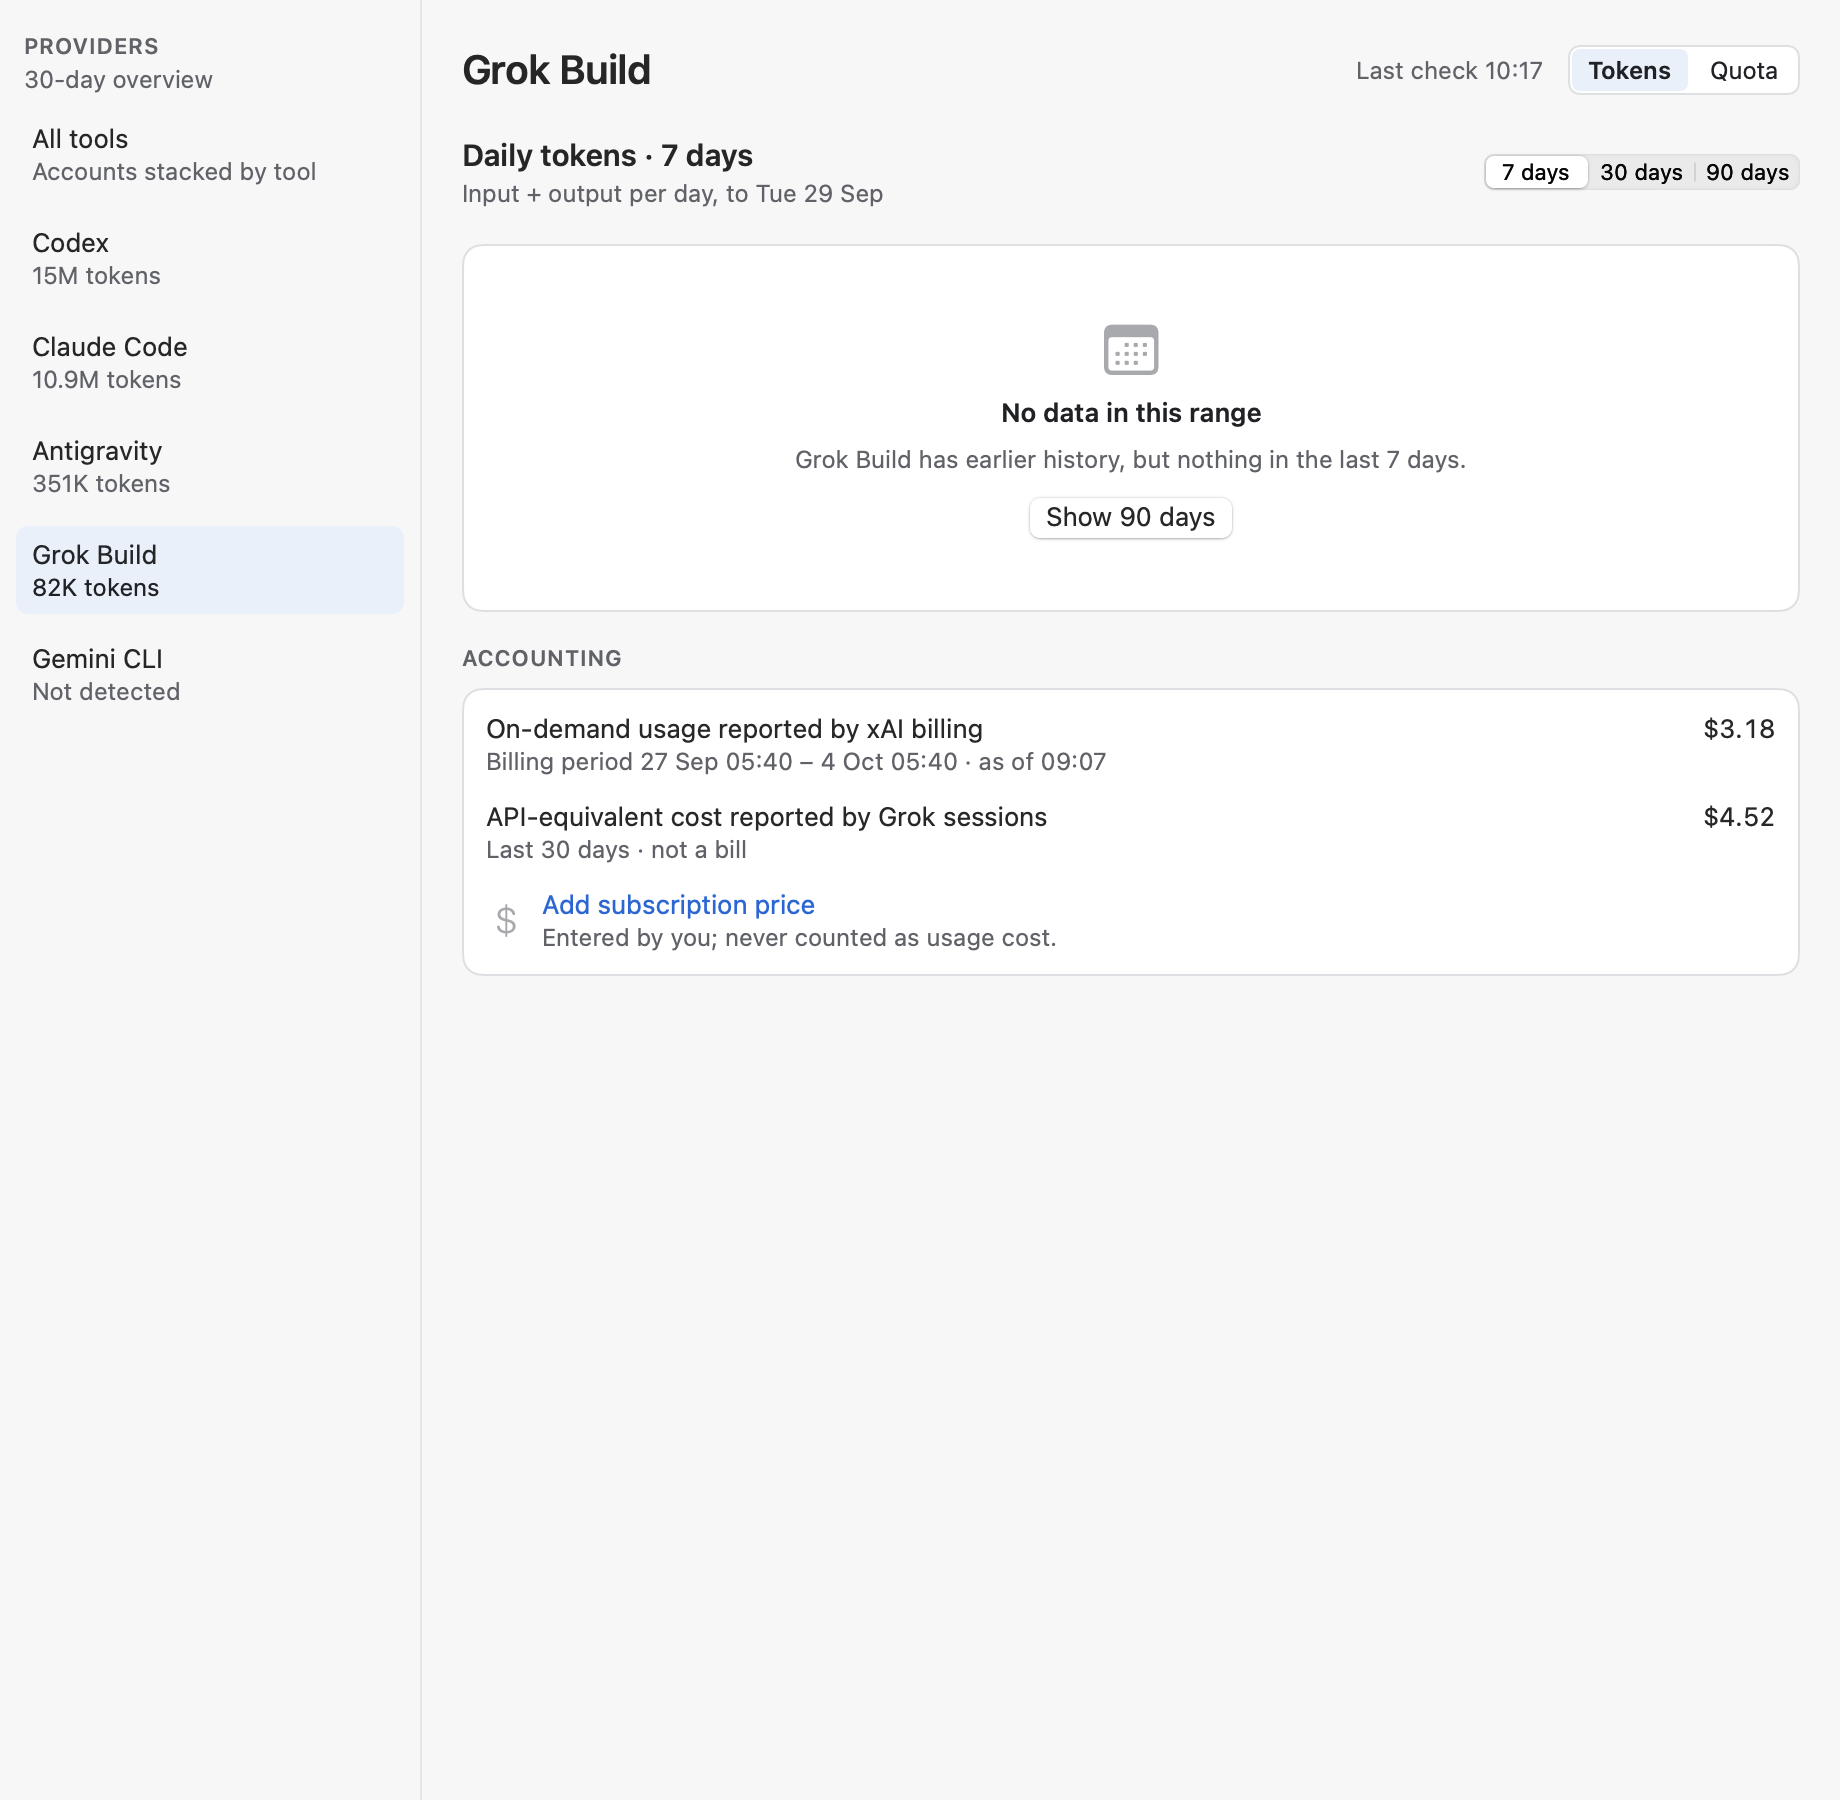 PROVIDERS
30-day overview
All tools
Accounts stacked by tool
Codex
15M tokens
Claude Code
10.9M tokens
Antigravity
351K tokens
Grok Build
82K tokens
Gemini CLI
Not detected
Grok Build
Last check 10:17
Tokens
Quota
Daily tokens · 7 days
Input + output per day, to Tue 29 Sep
7 days
30 days
90 days
No data in this range
Grok Build has earlier history, but nothing in the last 7 days.
Show 90 days
ACCOUNTING
On-demand usage reported by xAI billing
$3.18
Billing period 27 Sep 05:40 – 4 Oct 05:40 · as of 09:07
API-equivalent cost reported by Grok sessions
$4.52
Last 30 days · not a bill
$
Add subscription price
Entered by you; never counted as usage cost.